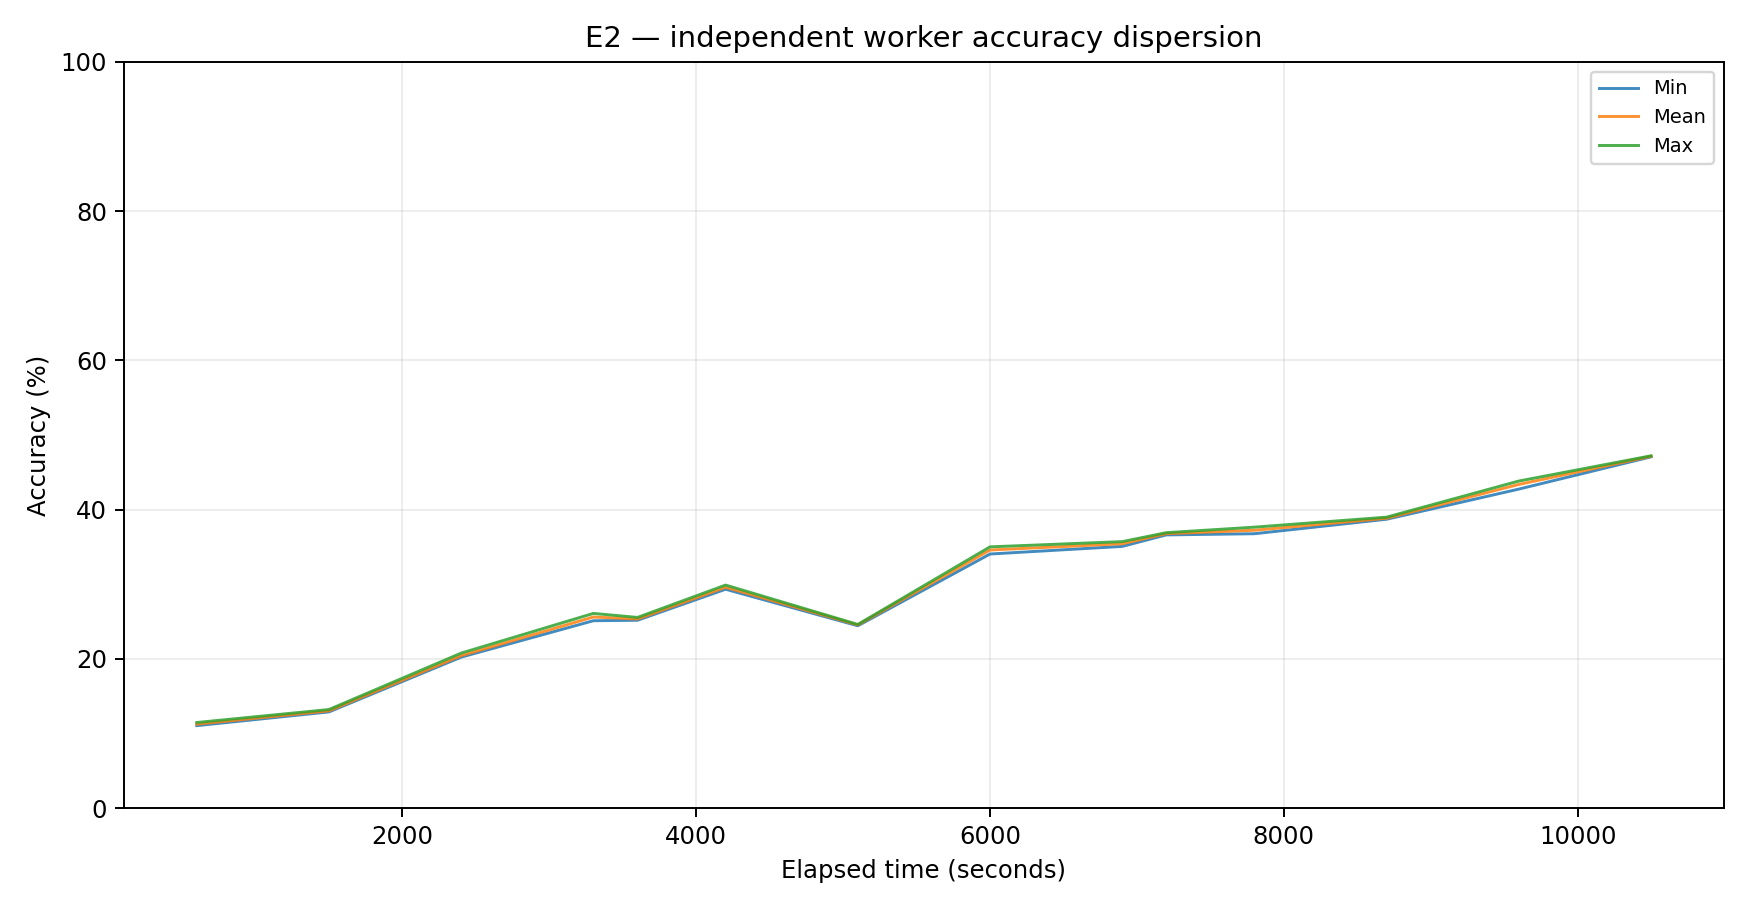 E2 — independent worker accuracy dispersion
100
80
60
40
20
0
Accuracy (%)
Min
Mean
Max
2000
4000
6000
8000
10000
Elapsed time (seconds)